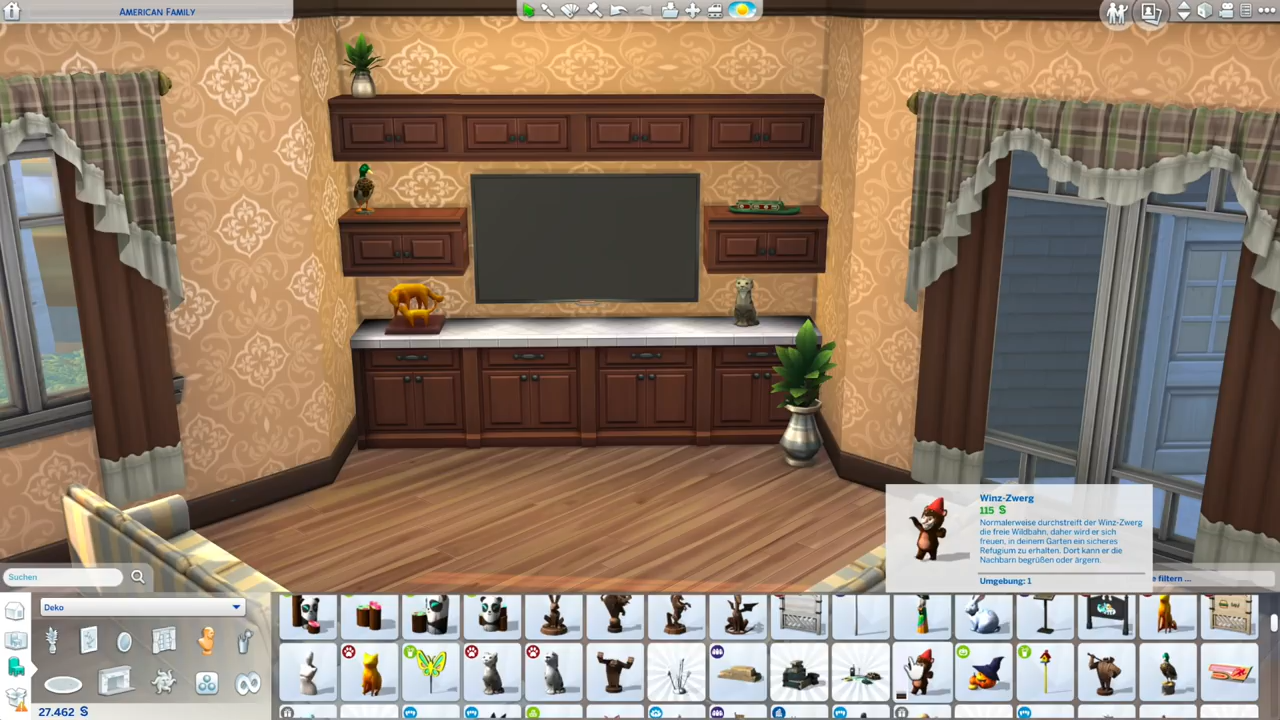 American Family
Winz-Zwerg
115 $
Normalerweise durchstreift der Winz-Zwerg
die freie Wildbahn, daher wird er sich
freuen, in deinem Garten ein sicheres
Refugium zu erhalten. Dort kann er die
Nachbarn begrüßen oder ärgern.
Umgebung: 1
Suchen
e filtern ...
Deko
27.462 $